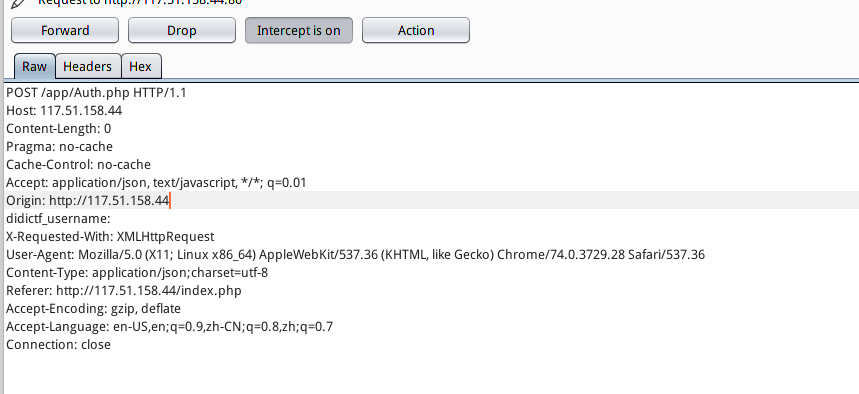 Request to http://117.51.158.44:80
Forward Drop Intercept is on Action
Raw Headers Hex
POST /app/Auth.php HTTP/1.1
Host: 117.51.158.44
Content-Length: 0
Pragma: no-cache
Cache-Control: no-cache
Accept: application/json, text/javascript, */*; q=0.01
Origin: http://117.51.158.44
didictf_username:
X-Requested-With: XMLHttpRequest
User-Agent: Mozilla/5.0 (X11; Linux x86_64) AppleWebKit/537.36 (KHTML, like Gecko) Chrome/74.0.3729.28 Safari/537.36
Content-Type: application/json;charset=utf-8
Referer: http://117.51.158.44/index.php
Accept-Encoding: gzip, deflate
Accept-Language: en-US,en;q=0.9,zh-CN;q=0.8,zh;q=0.7
Connection: close